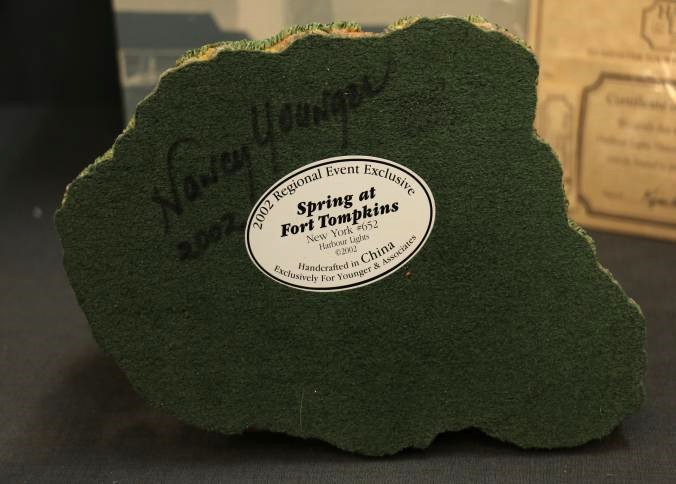 Nancy Younger
2002
2002 Regional Event Exclusive
Spring at
Fort Tompkins
New York #652
Harbour Lights
©2002
Handcrafted in China
Exclusively For Younger & Associates
Certificate